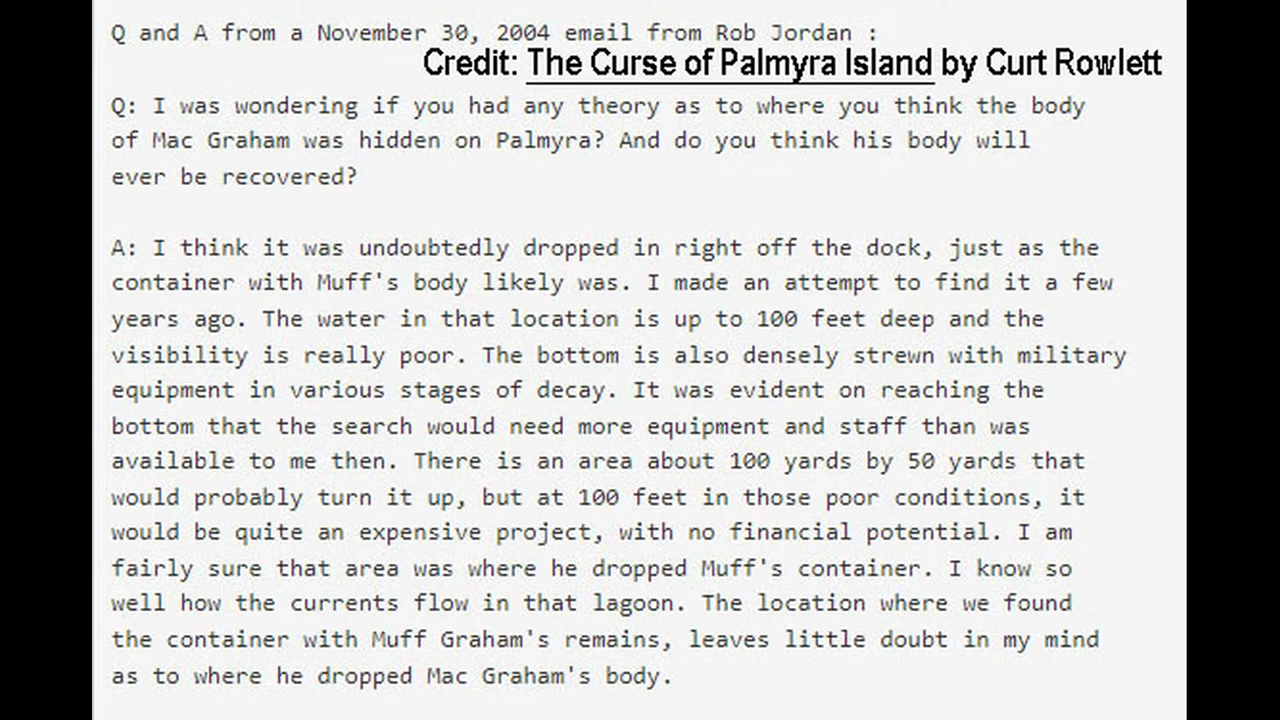 Q and A from a November 30, 2004 email from Rob Jordan :
Credit: The Curse of Palmyra Island by Curt Rowlett
Q: I was wondering if you had any theory as to where you think the body
of Mac Graham was hidden on Palmyra? And do you think his body will
ever be recovered?
A: I think it was undoubtedly dropped in right off the dock, just as the
container with Muff's body likely was. I made an attempt to find it a few
years ago. The water in that location is up to 100 feet deep and the
visibility is really poor. The bottom is also densely strewn with military
equipment in various stages of decay. It was evident on reaching the
bottom that the search would need more equipment and staff than was
available to me then. There is an area about 100 yards by 50 yards that
would probably turn it up, but at 100 feet in those poor conditions, it
would be quite an expensive project, with no financial potential. I am
fairly sure that area was where he dropped Muff's container. I know so
well how the currents flow in that lagoon. The location where we found
the container with Muff Graham's remains, leaves little doubt in my mind
as to where he dropped Mac Graham's body.